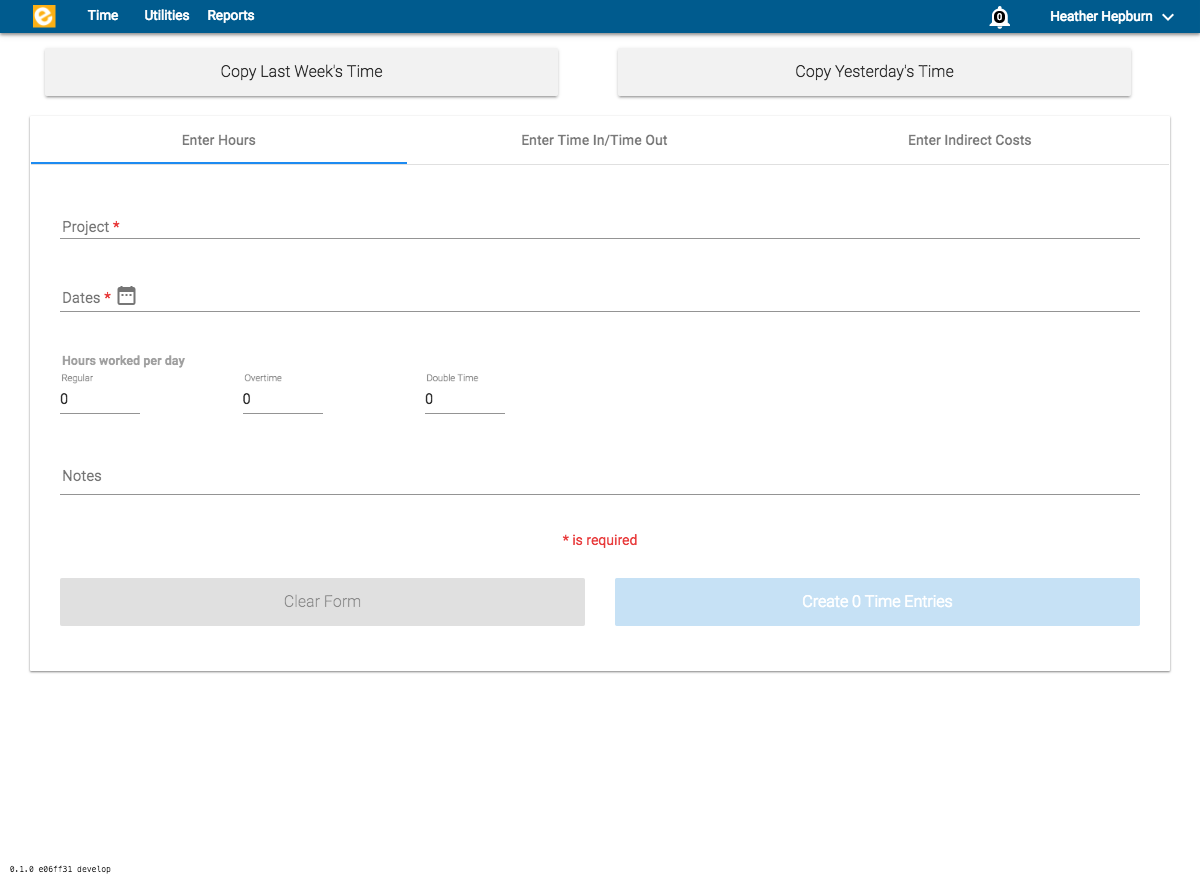 e Time Utilities Reports 0 Heather Hepburn
Copy Last Week's Time Copy Yesterday's Time
Enter Hours Enter Time In/Time Out Enter Indirect Costs
Project *
Dates *
Hours worked per day
Regular Overtime Double Time
0 0 0
Notes
* is required
Clear Form Create 0 Time Entries
0.1.0 e06ff31 develop